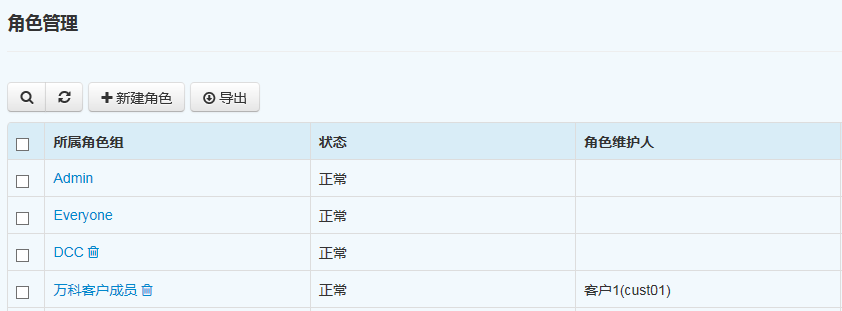 角色管理
新建角色 导出
所属角色组 状态 角色维护人
Admin 正常
Everyone 正常
DCC 正常
万科客户成员 正常 客户1(cust01)